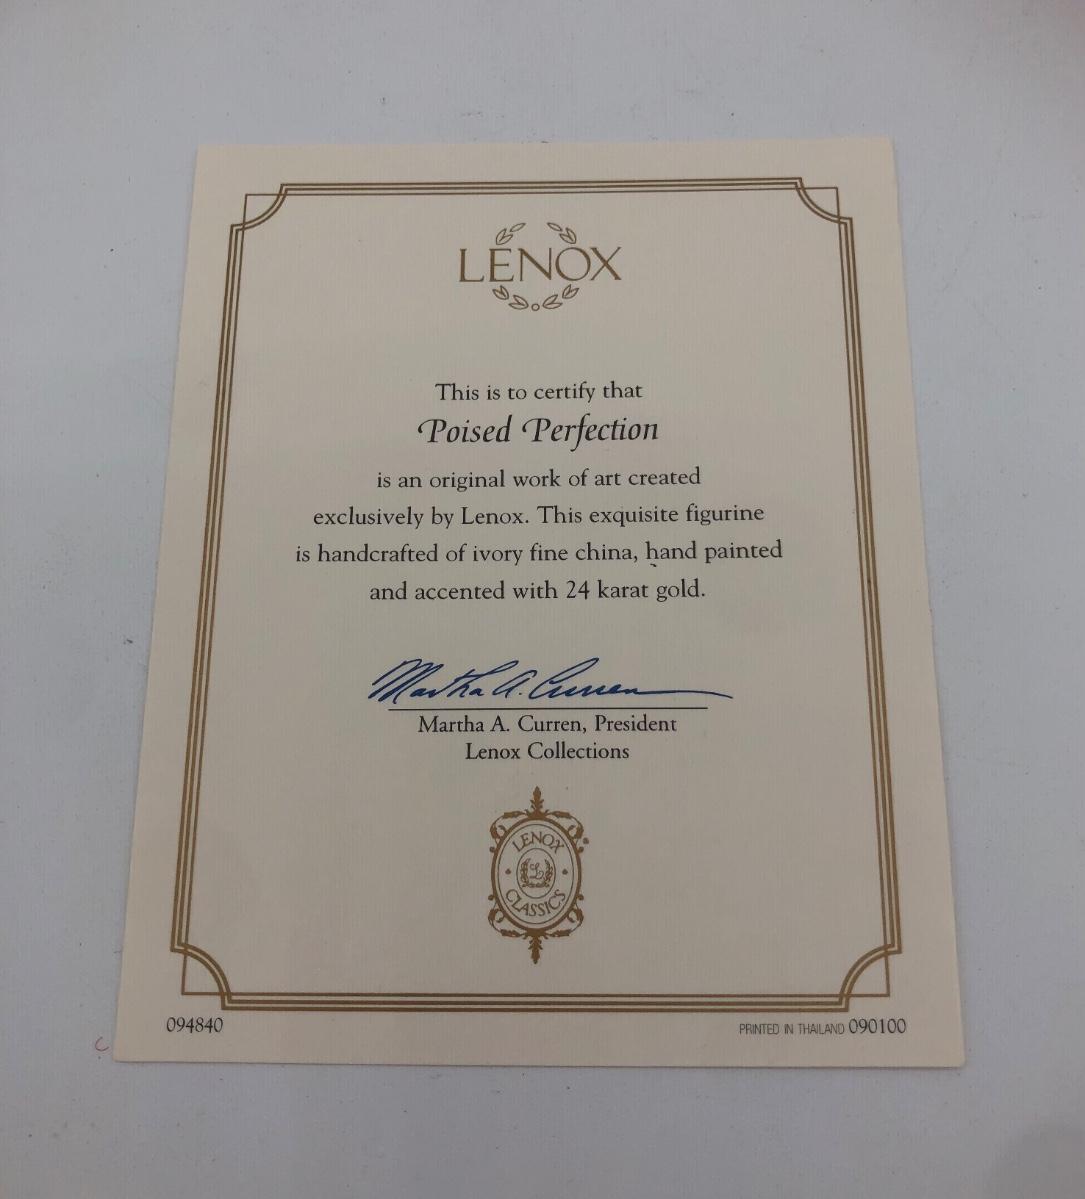 LENOX
This is to certify that
Poised Perfection
is an original work of art created
exclusively by Lenox. This exquisite figurine
is handcrafted of ivory fine china, hand painted
and accented with 24 karat gold.
Martha A. Curren
Martha A. Curren, President
Lenox Collections
LENOX
L
CLASSICS
094840
PRINTED IN THAILAND 090100